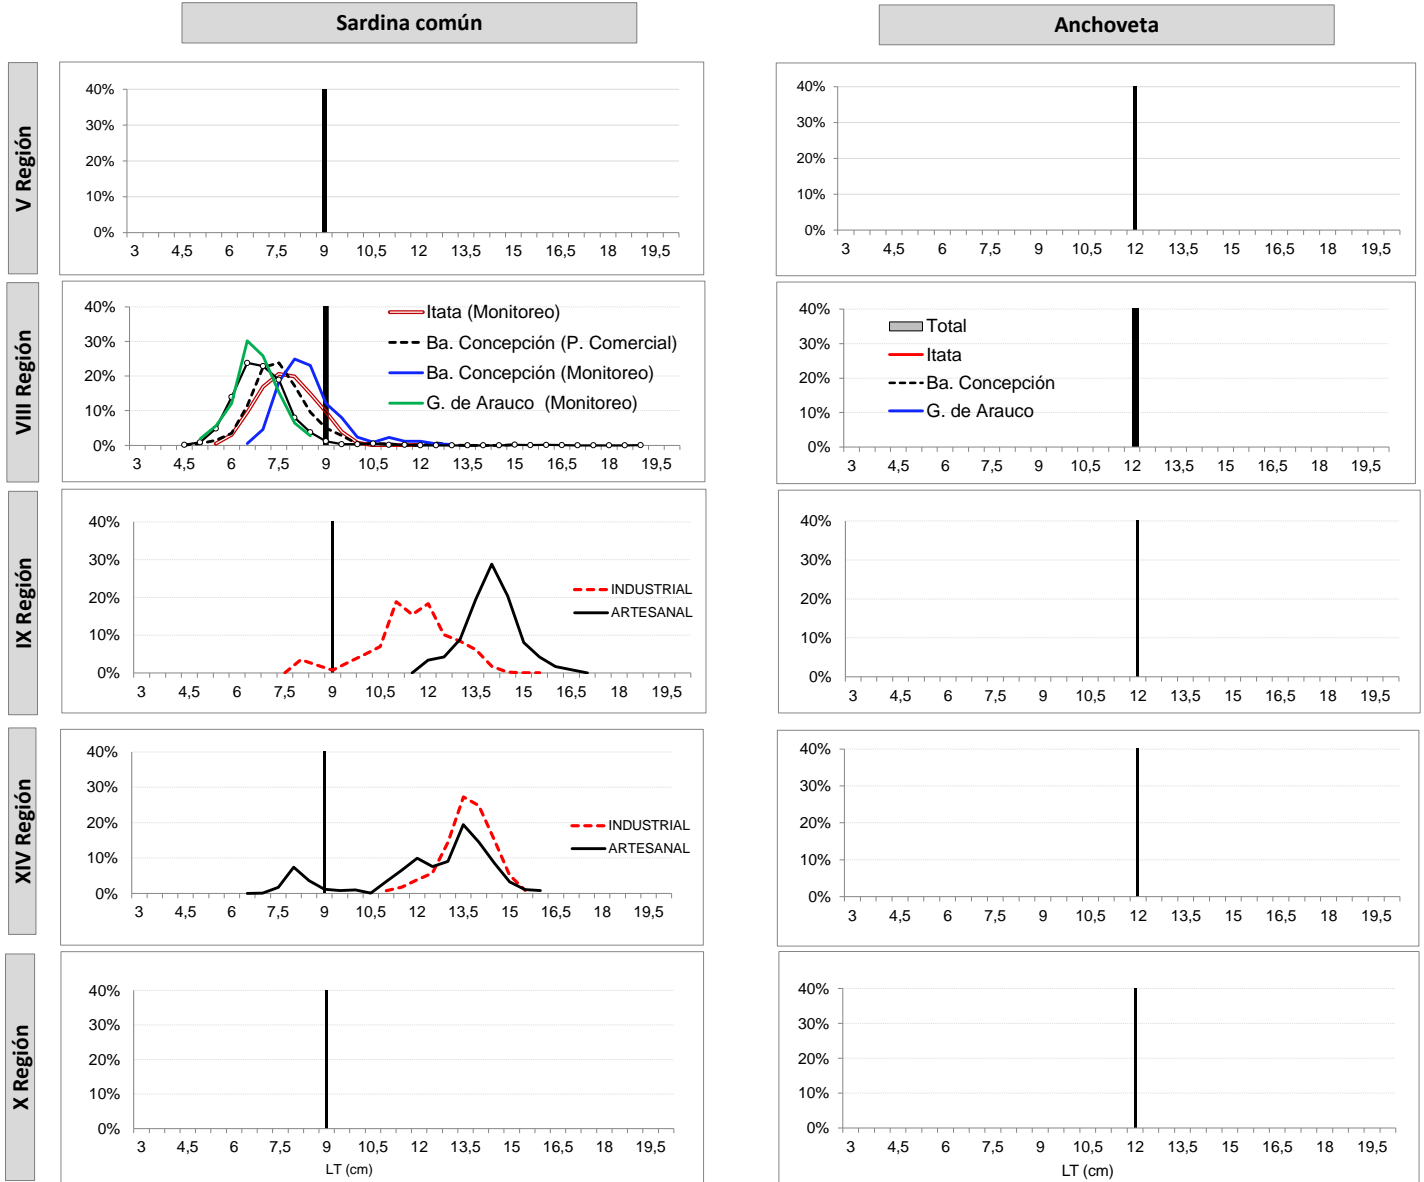 Sardina común
Anchoveta
V Región
40%
30%
20%
10%
0%
3 4,5 6 7,5 9 10,5 12 13,5 15 16,5 18 19,5
40%
30%
20%
10%
0%
3 4,5 6 7,5 9 10,5 12 13,5 15 16,5 18 19,5
VIII Región
40%
30%
20%
10%
0%
3 4,5 6 7,5 9 10,5 12 13,5 15 16,5 18 19,5
Itata (Monitoreo)
Ba. Concepción (P. Comercial)
Ba. Concepción (Monitoreo)
G. de Arauco (Monitoreo)
40%
30%
20%
10%
0%
3 4,5 6 7,5 9 10,5 12 13,5 15 16,5 18 19,5
Total
Itata
Ba. Concepción
G. de Arauco
IX Región
40%
30%
20%
10%
0%
3 4,5 6 7,5 9 10,5 12 13,5 15 16,5 18 19,5
INDUSTRIAL
ARTESANAL
40%
30%
20%
10%
0%
3 4,5 6 7,5 9 10,5 12 13,5 15 16,5 18 19,5
XIV Región
40%
30%
20%
10%
0%
3 4,5 6 7,5 9 10,5 12 13,5 15 16,5 18 19,5
INDUSTRIAL
ARTESANAL
40%
30%
20%
10%
0%
3 4,5 6 7,5 9 10,5 12 13,5 15 16,5 18 19,5
X Región
40%
30%
20%
10%
0%
3 4,5 6 7,5 9 10,5 12 13,5 15 16,5 18 19,5
LT (cm)
40%
30%
20%
10%
0%
3 4,5 6 7,5 9 10,5 12 13,5 15 16,5 18 19,5
LT (cm)